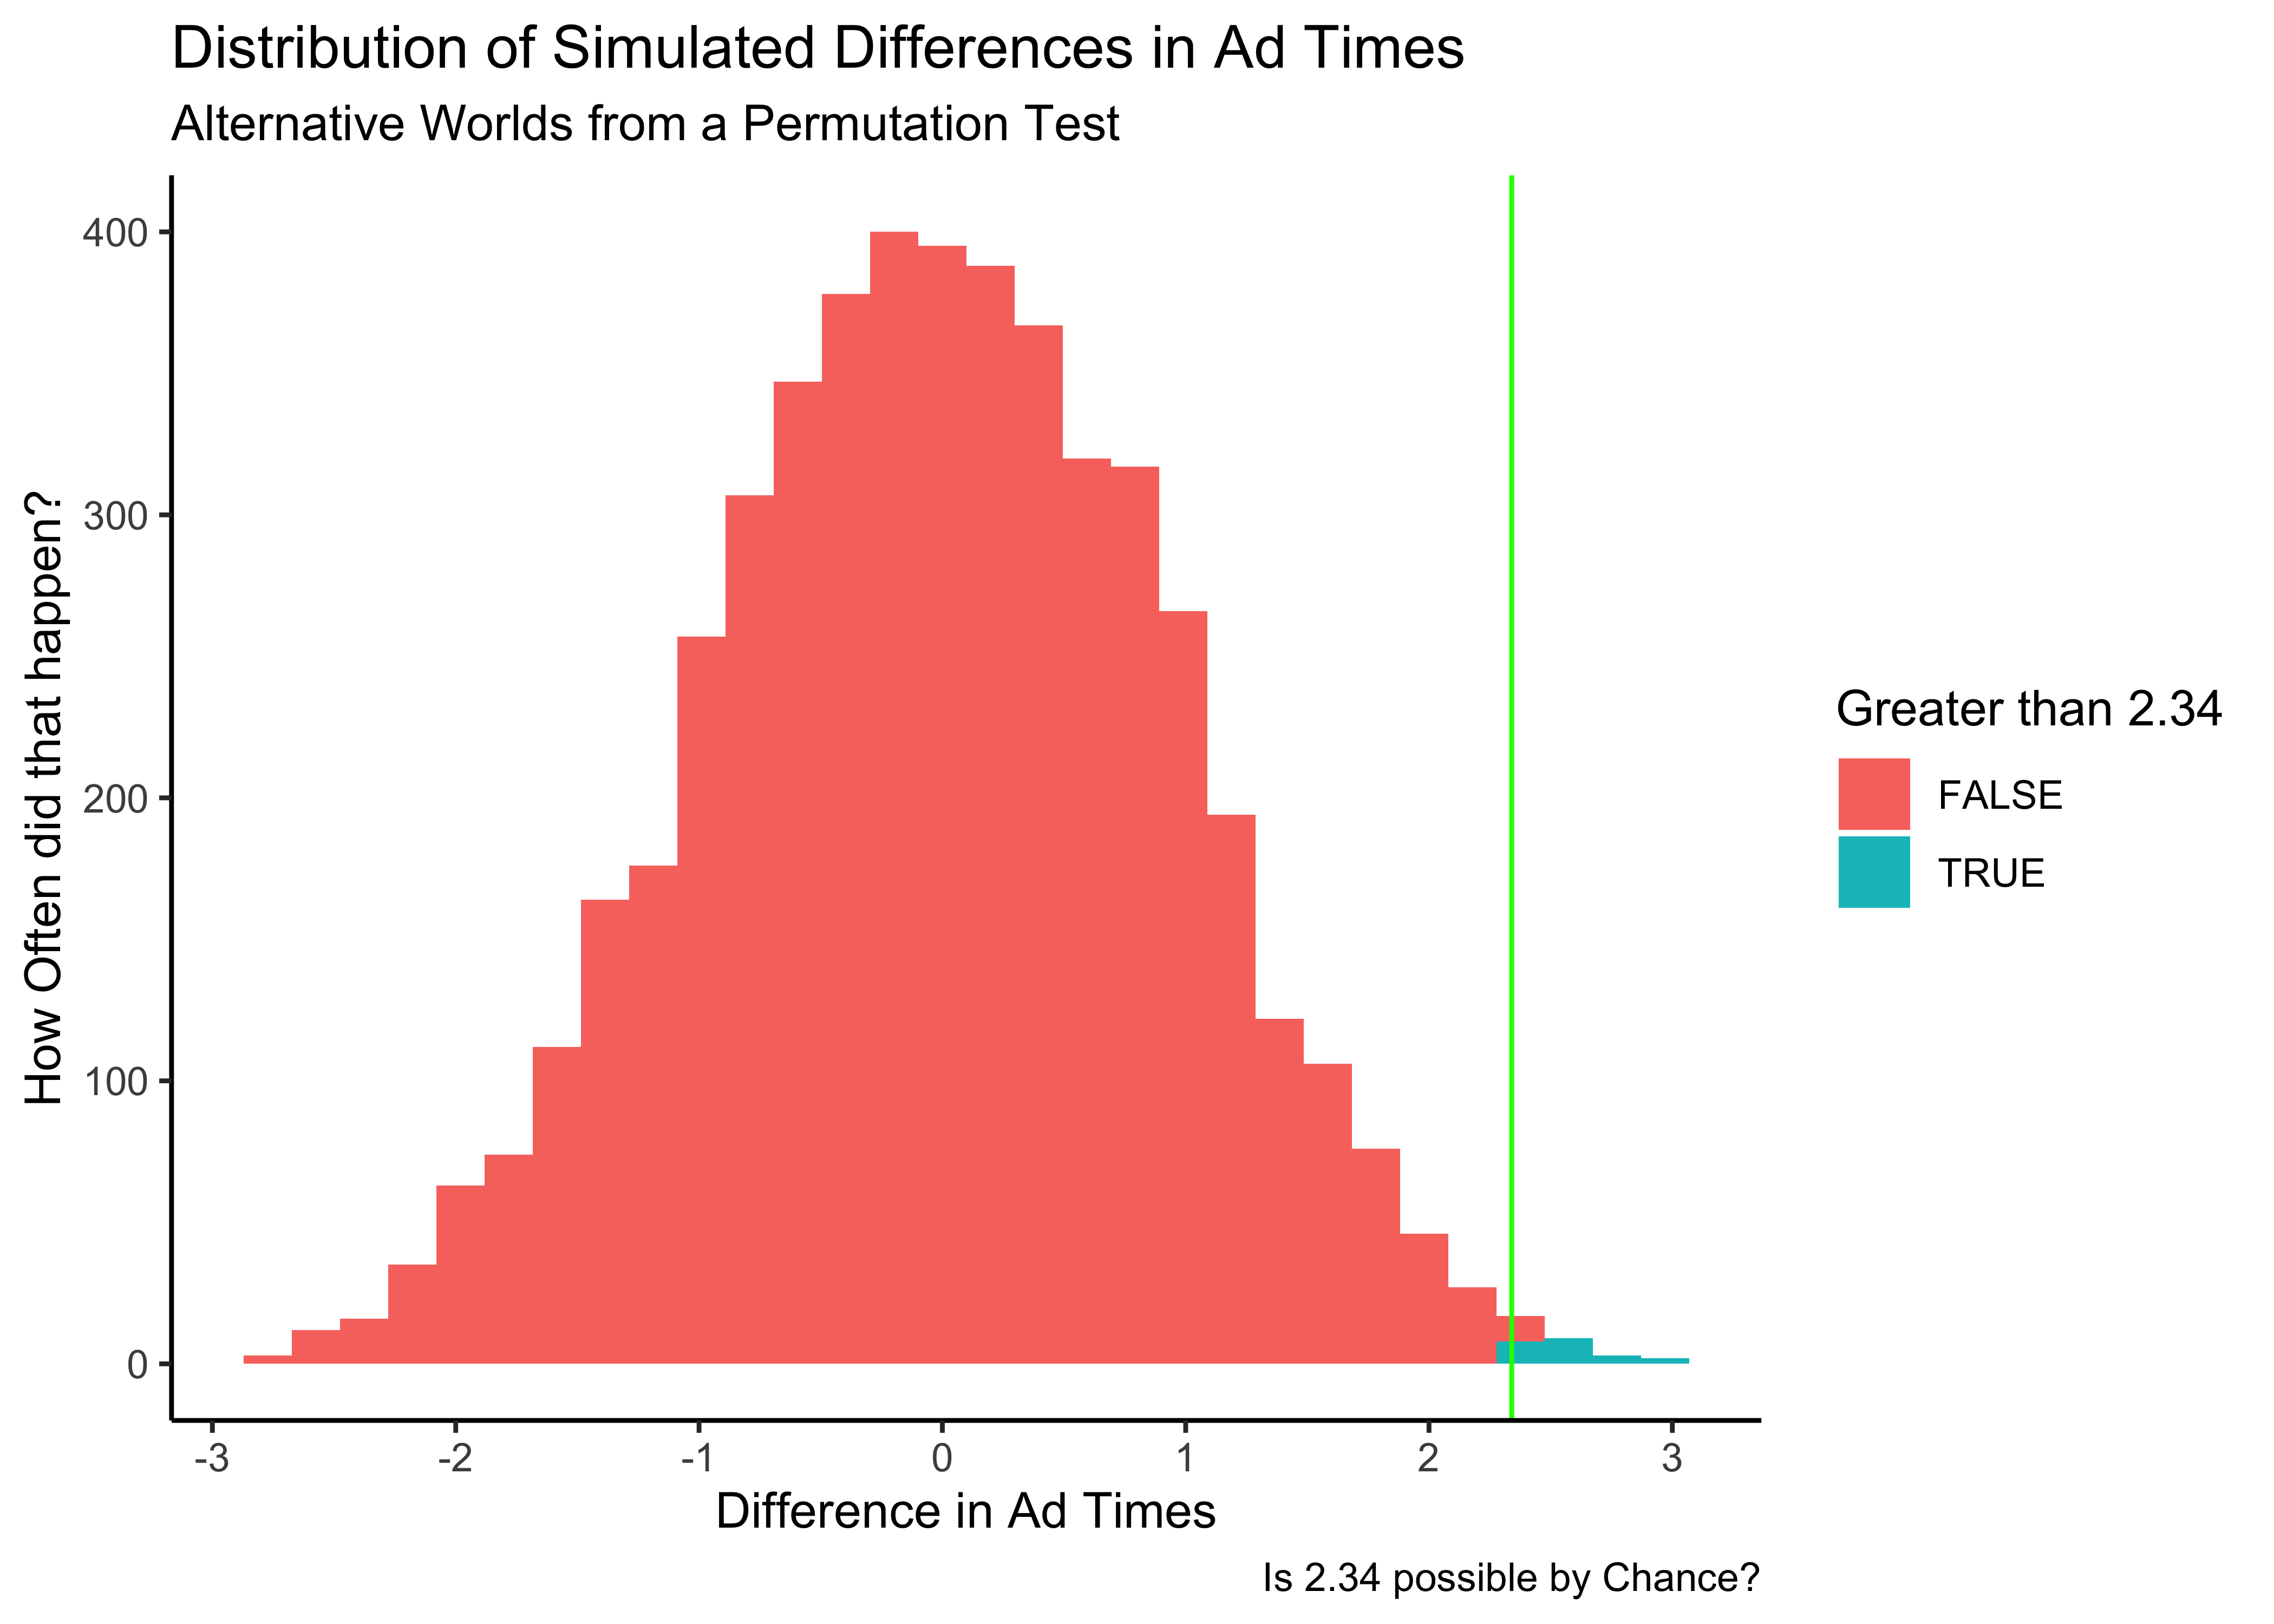 Distribution of Simulated Differences in Ad Times
Alternative Worlds from a Permutation Test
How Often did that happen?
400
300
200
100
0
-3 -2 -1 0 1 2 3
Difference in Ad Times
Greater than 2.34
FALSE
TRUE
Is 2.34 possible by Chance?